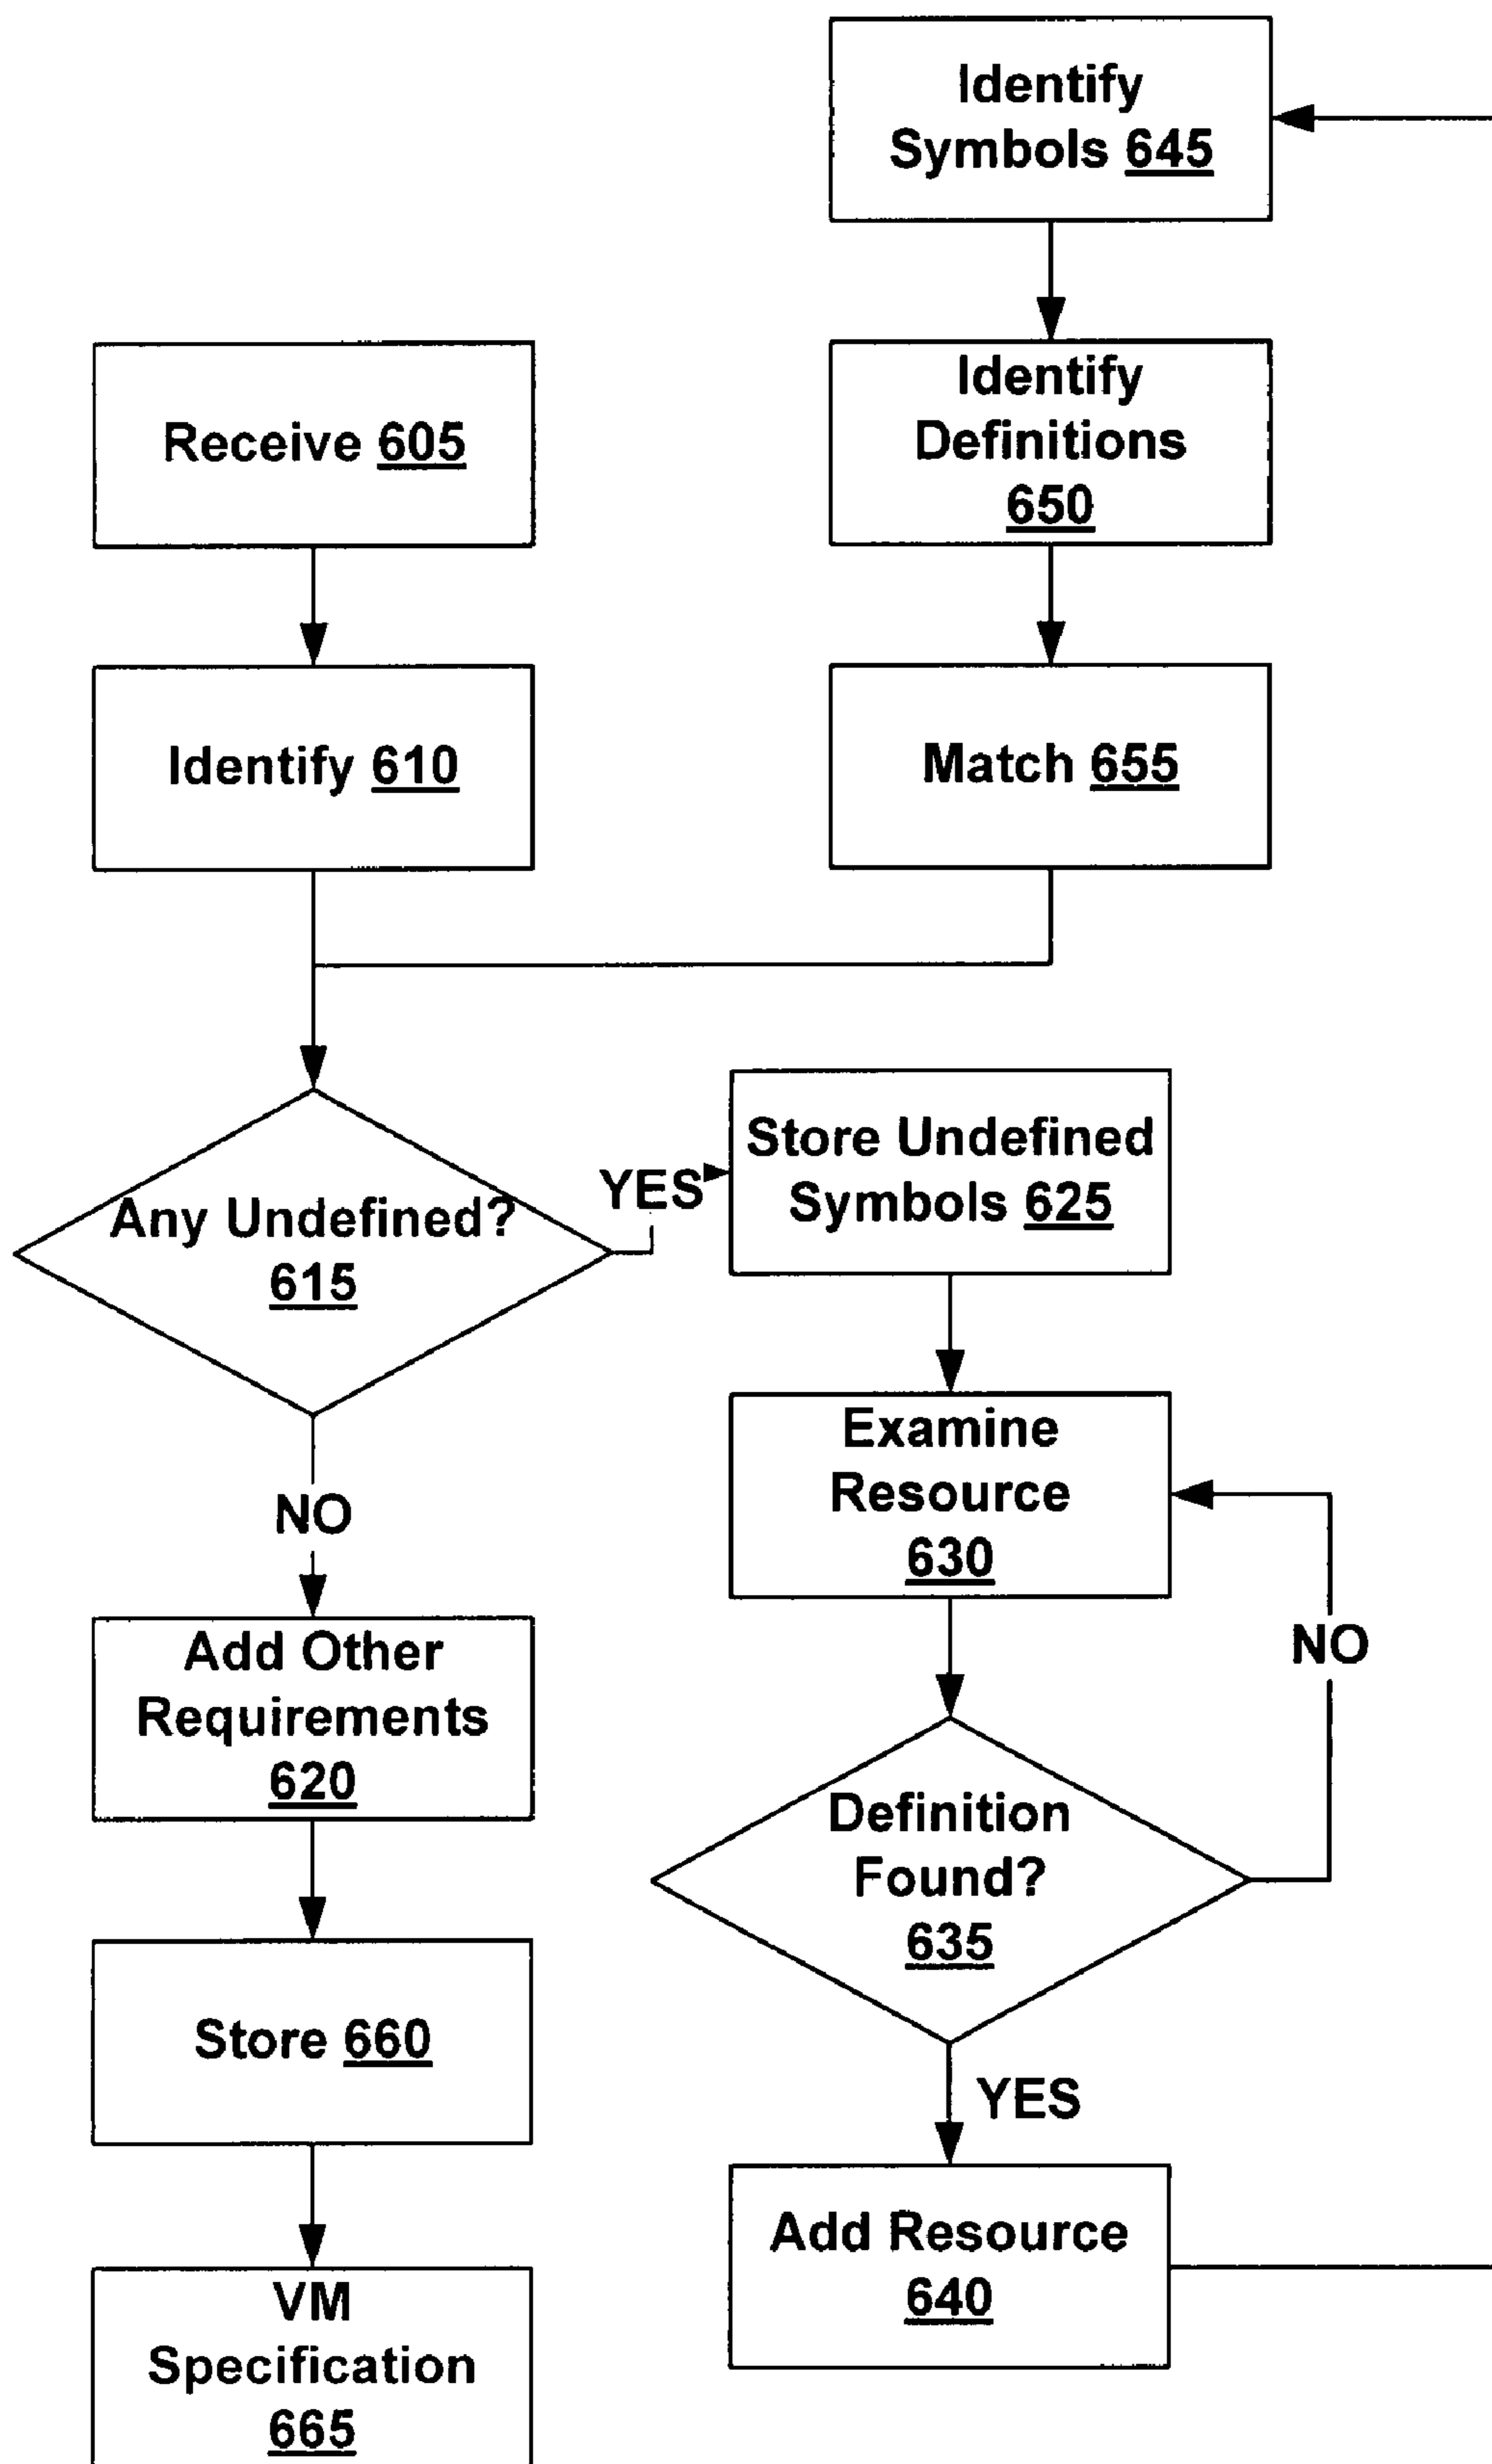 Identify
Symbols 645
Receive 605
Identify
Definitions
650
Identify 610
Match 655
Any Undefined?
615
YES
Store Undefined
Symbols 625
NO
Examine
Resource
630
NO
Add Other
Requirements
620
Definition
Found?
635
Store 660
YES
Add Resource
640
VM
Specification
665